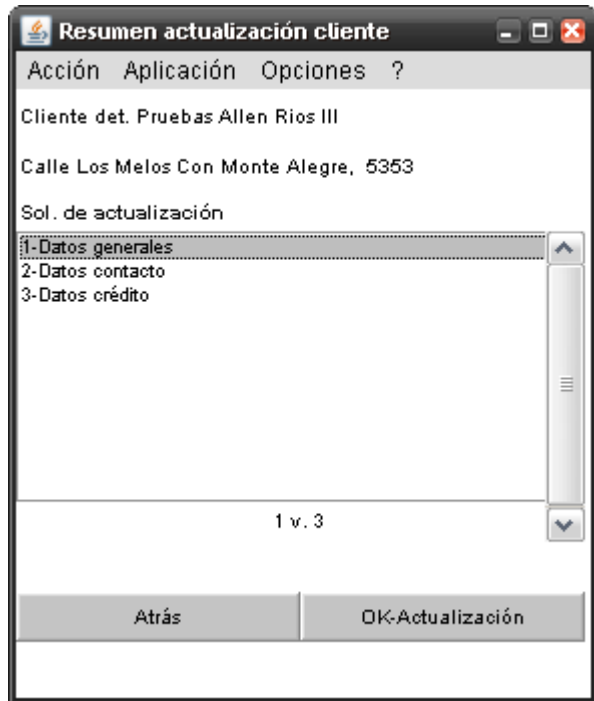 Resumen actualización cliente
Acción Aplicación Opciones ?
Cliente det. Pruebas Allen Rios III
Calle Los Melos Con Monte Alegre, 5353
Sol. de actualización
1-Datos generales
2-Datos contacto
3-Datos crédito
1 v. 3
Atrás OK-Actualización